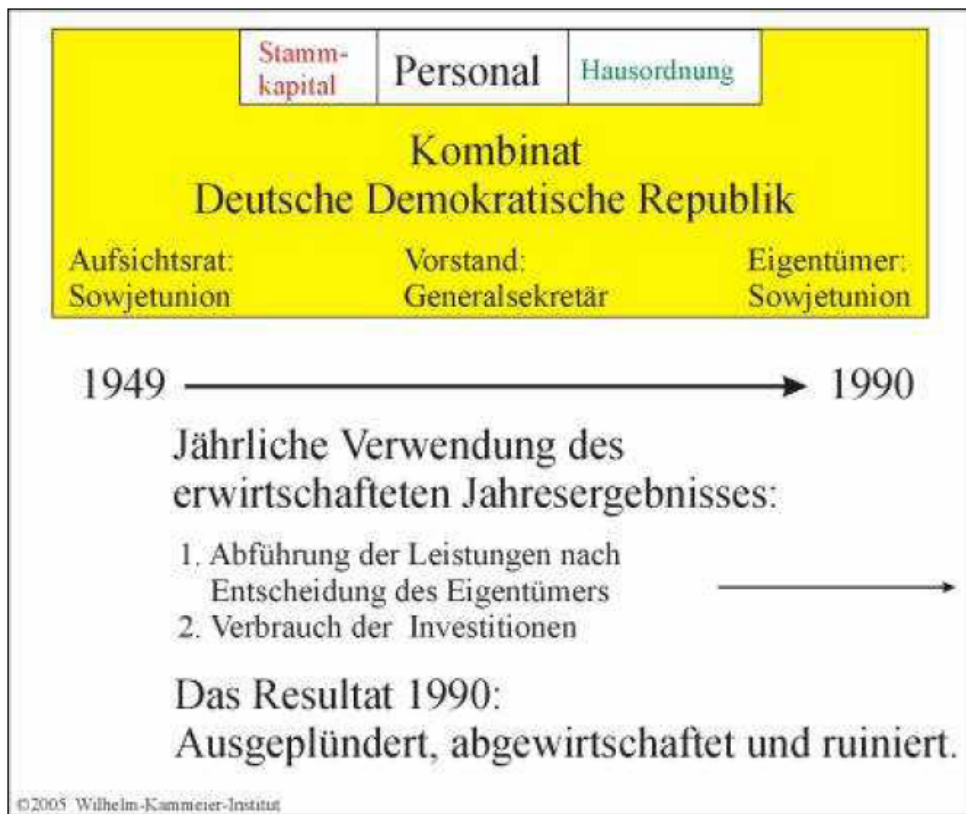 Stamm-
kapital
Personal
Hausordnung
Kombinat
Deutsche Demokratische Republik
Aufsichtsrat:
Sowjetunion
Vorstand:
Generalsekretär
Eigentümer:
Sowjetunion
1949
1990
Jährliche Verwendung des
erwirtschafteten Jahresergebnisses:
1. Abführung der Leistungen nach
Entscheidung des Eigentümers
2. Verbrauch der Investitionen
Das Resultat 1990:
Ausgeplündert, abgewirtschaftet und ruiniert.
©2005 Wilhelm-Kammeier-Institut